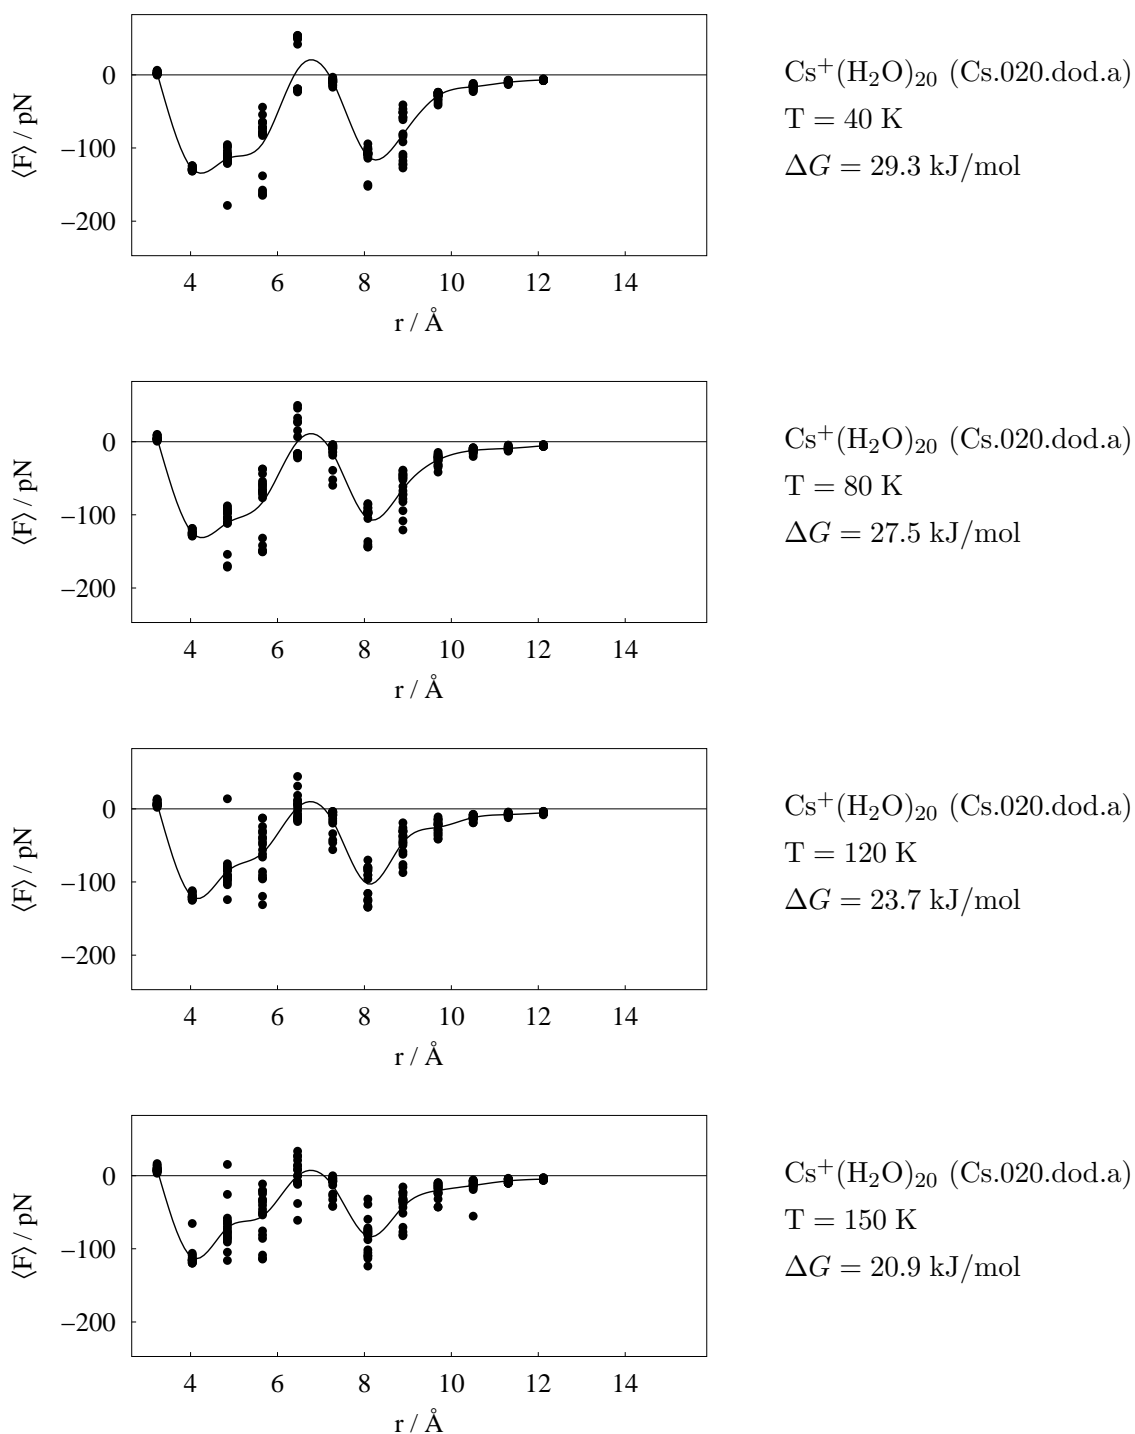 ⟨F⟩ / pN
0
−100
−200
4 6 8 10 12 14
r / Å
Cs⁺(H₂O)₂₀ (Cs.020.dod.a)
T = 40 K
ΔG = 29.3 kJ/mol
⟨F⟩ / pN
0
−100
−200
4 6 8 10 12 14
r / Å
Cs⁺(H₂O)₂₀ (Cs.020.dod.a)
T = 80 K
ΔG = 27.5 kJ/mol
⟨F⟩ / pN
0
−100
−200
4 6 8 10 12 14
r / Å
Cs⁺(H₂O)₂₀ (Cs.020.dod.a)
T = 120 K
ΔG = 23.7 kJ/mol
⟨F⟩ / pN
0
−100
−200
4 6 8 10 12 14
r / Å
Cs⁺(H₂O)₂₀ (Cs.020.dod.a)
T = 150 K
ΔG = 20.9 kJ/mol